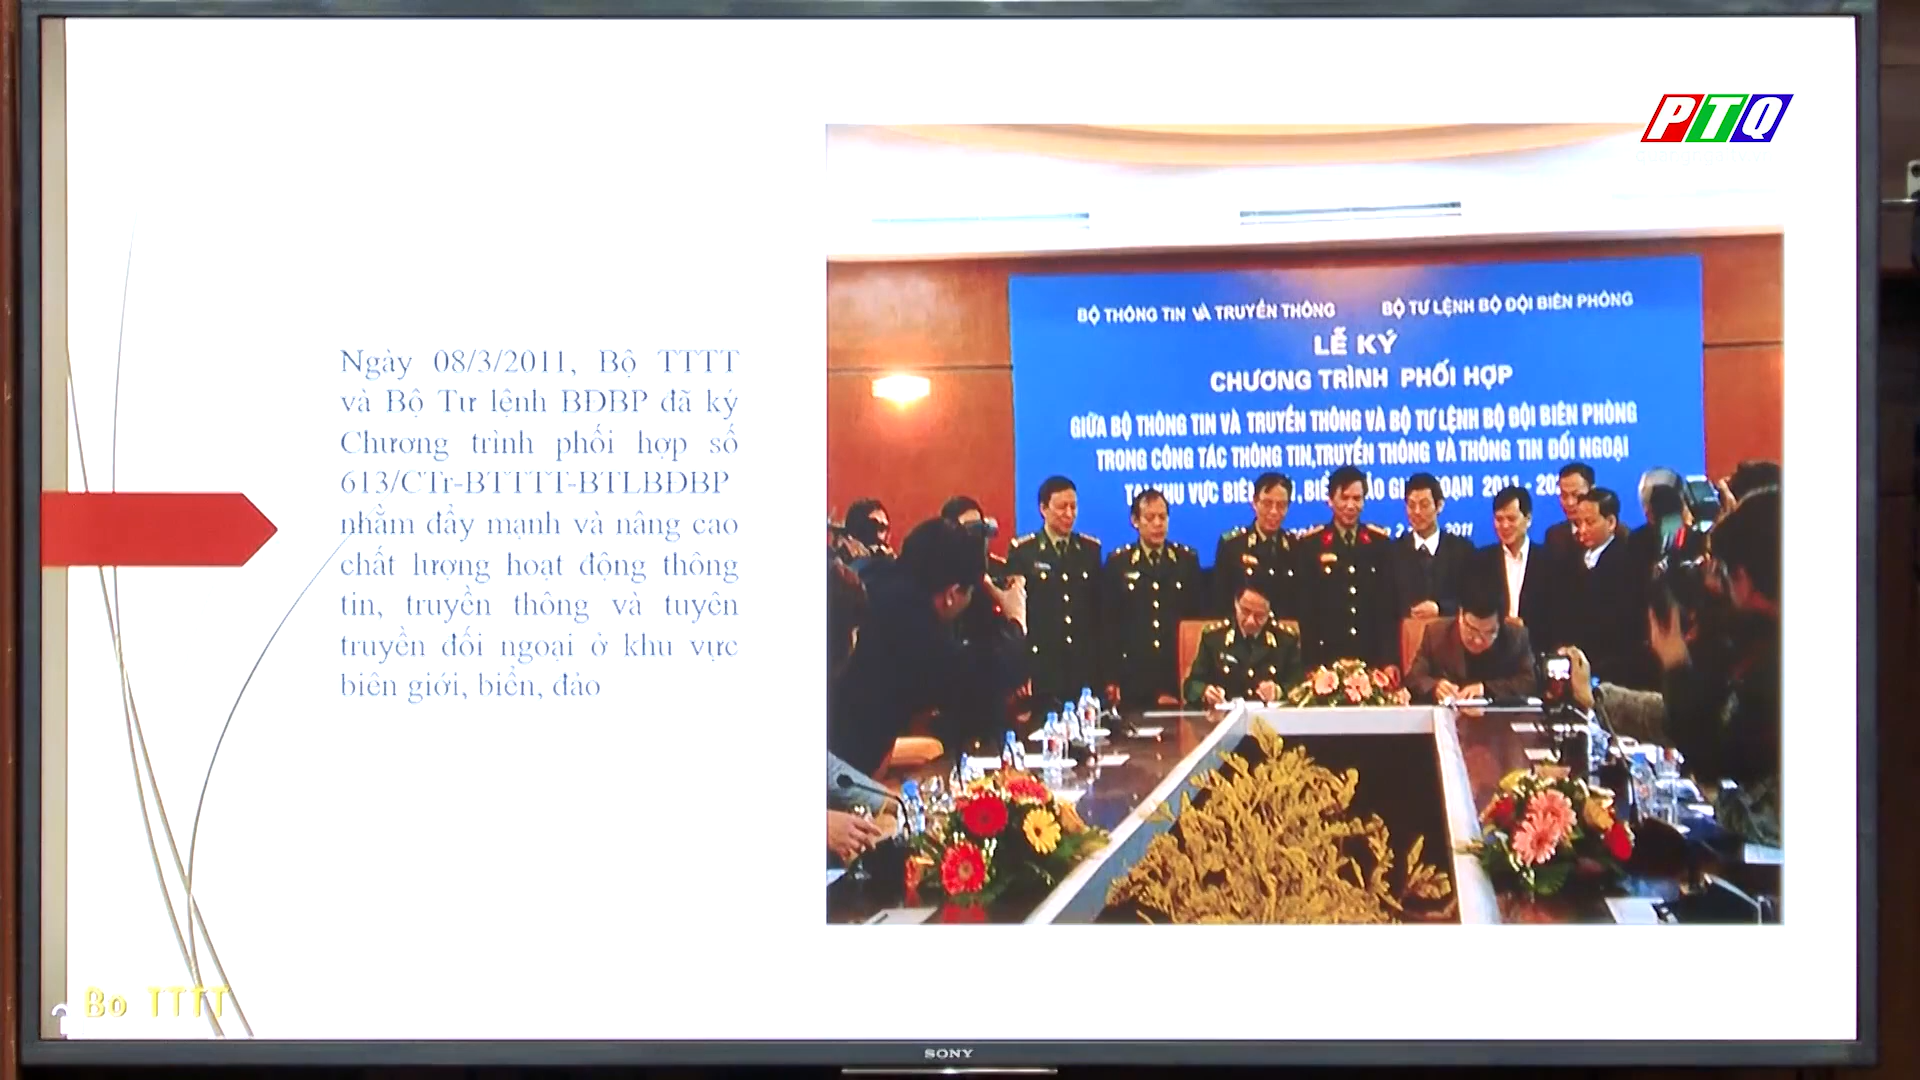 PTQ
Ngày 08/3/2011, Bộ TTTT
và Bộ Tư lệnh BĐBP đã ký
Chương trình phối hợp số
613/CTr-BTTTT-BTLBĐBP
nhằm đẩy mạnh và nâng cao
chất lượng hoạt động thông
tin, truyền thông và tuyên
truyền đối ngoại ở khu vực
biên giới, biển, đảo
BỘ THÔNG TIN VÀ TRUYỀN THÔNG BỘ TƯ LỆNH BỘ ĐỘI BIÊN PHÒNG
LỄ KÝ
CHƯƠNG TRÌNH PHỐI HỢP
GIỮA BỘ THÔNG TIN VÀ TRUYỀN THÔNG VÀ BỘ TƯ LỆNH BỘ ĐỘI BIÊN PHÒNG
TRONG CÔNG TÁC THÔNG TIN, TRUYỀN THÔNG VÀ THÔNG TIN ĐỐI NGOẠI
KHU VỰC 2011 -
2011
Bo TTTT
SONY